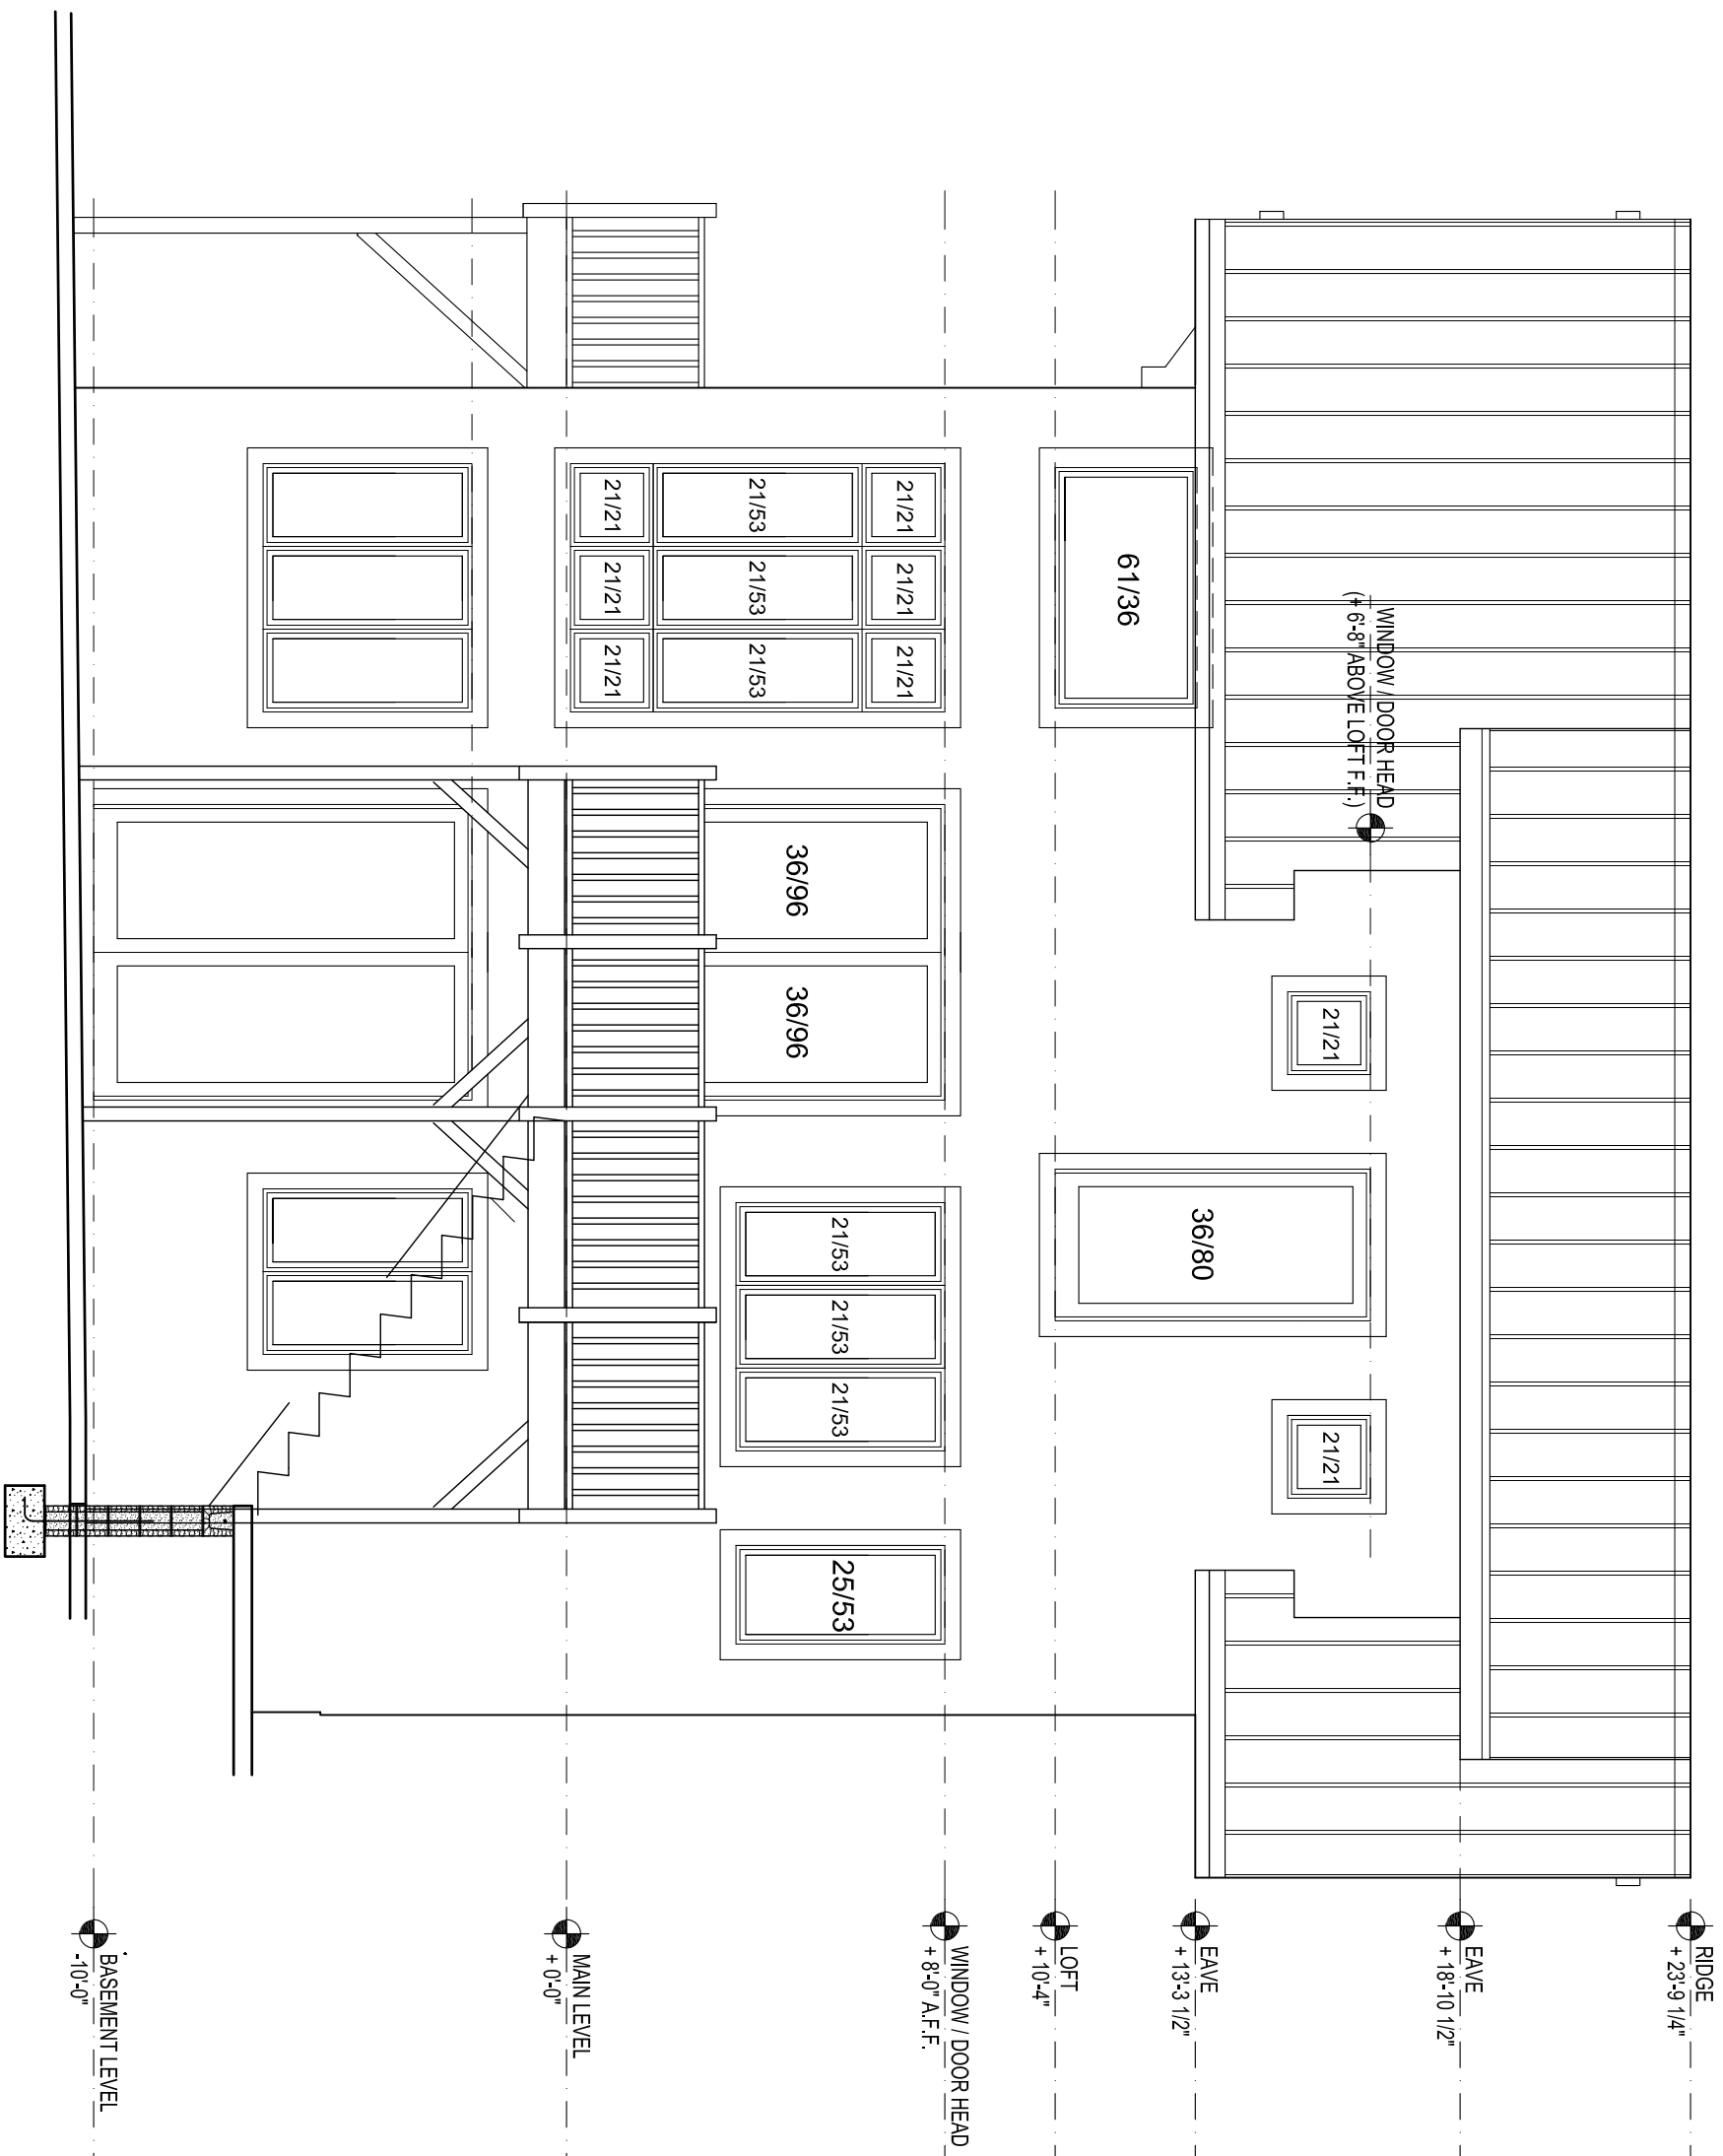 RIDGE
+ 23'-9 1/4"
EAVE
+ 18'-10 1/2"
WINDOW / DOOR HEAD
(+ 6'-8" ABOVE LOFT F.F.)
21/21
21/21
EAVE
+ 13'-3 1/2"
61/36
36/80
LOFT
+ 10'-4"
WINDOW / DOOR HEAD
+ 8'-0" A.F.F.
21/21
21/21
21/21
21/53
21/53
21/53
21/21
21/21
21/21
36/96
36/96
21/53
21/53
21/53
25/53
MAIN LEVEL
+ 0'-0"
BASEMENT LEVEL
-10'-0"